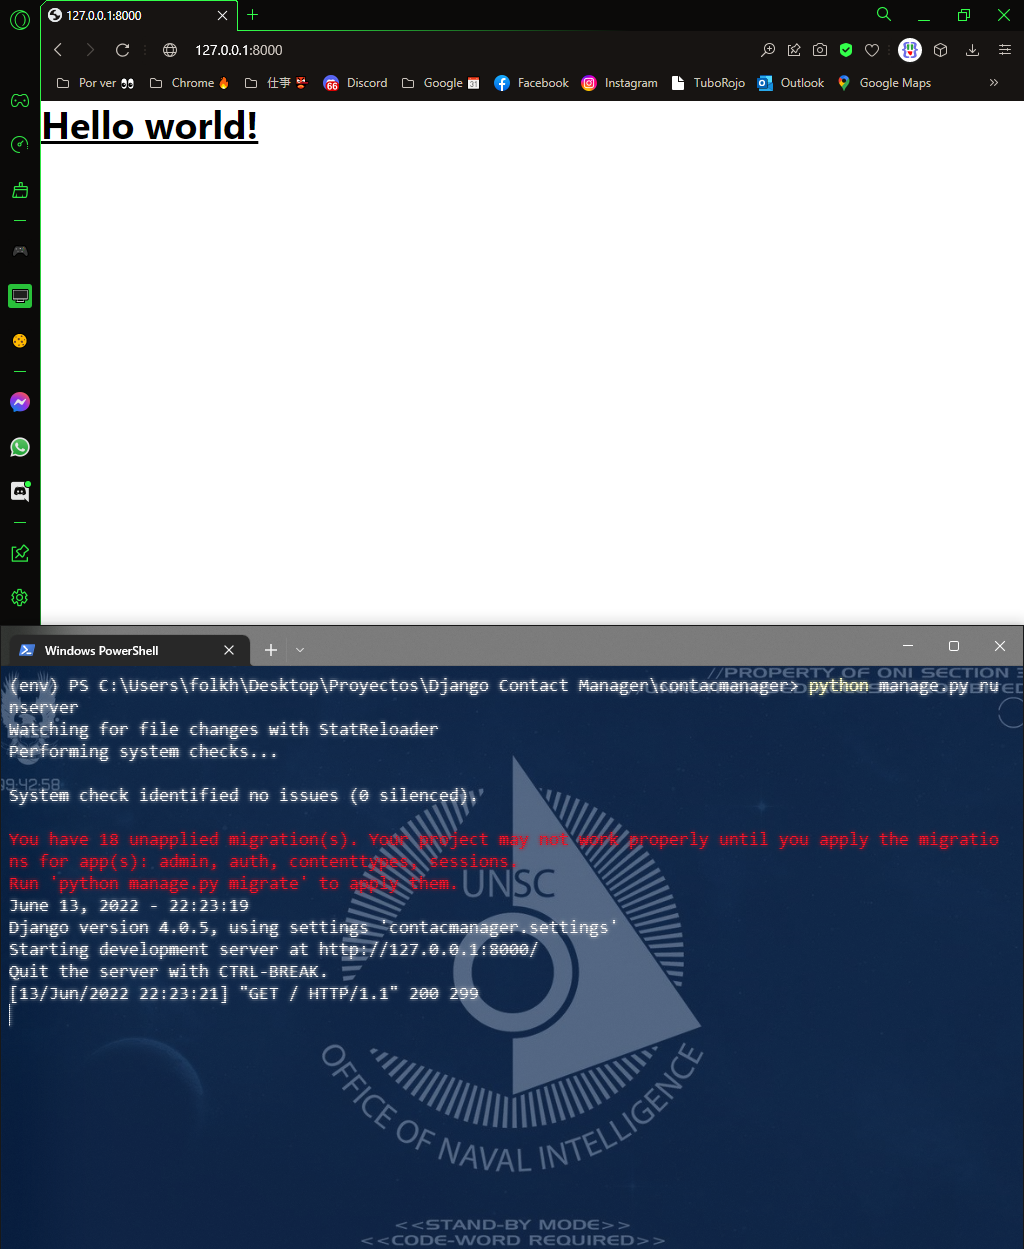 127.0.0.1:8000
127.0.0.1:8000
Por ver 👀 Chrome 🔥 仕事 Discord Google 📅 Facebook Instagram TuboRojo Outlook Google Maps »
Hello world!
Windows PowerShell
//PROPERTY OF ONI SECTION
(env) PS C:\Users\folkh\Desktop\Proyectos\Django Contact Manager\contacmanager> python manage.py ru
nserver
Watching for file changes with StatReloader
Performing system checks...
09:42:58
System check identified no issues (0 silenced).
You have 18 unapplied migration(s). Your project may not work properly until you apply the migratio
ns for app(s): admin, auth, contenttypes, sessions.
Run 'python manage.py migrate' to apply them.
UNSC
June 13, 2022 - 22:23:19
Django version 4.0.5, using settings 'contacmanager.settings'
Starting development server at http://127.0.0.1:8000/
Quit the server with CTRL-BREAK.
[13/Jun/2022 22:23:21] "GET / HTTP/1.1" 200 299
OFFICE OF NAVAL INTELLIGENCE
<<STAND-BY MODE>>
<<CODE-WORD REQUIRED>>